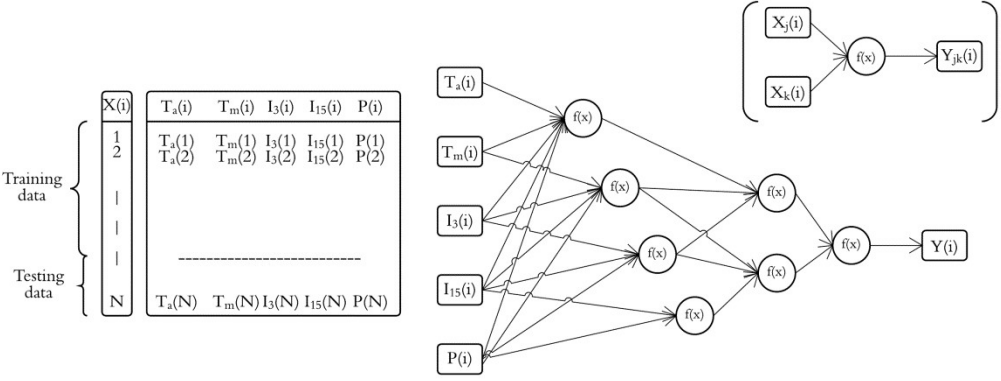 X(i)
Tₐ(i) Tₘ(i) I₃(i) I₁₅(i) P(i)
1
Tₐ(1) Tₘ(1) I₃(1) I₁₅(1) P(1)
2
Tₐ(2) Tₘ(2) I₃(2) I₁₅(2) P(2)
Training
data
Testing
data
N
Tₐ(N) Tₘ(N) I₃(N) I₁₅(N) P(N)
Tₐ(i)
Tₘ(i)
I₃(i)
I₁₅(i)
P(i)
f(x)
f(x)
f(x)
f(x)
f(x)
f(x)
f(x)
Y(i)
Xⱼ(i)
Xₖ(i)
f(x)
Yⱼₖ(i)